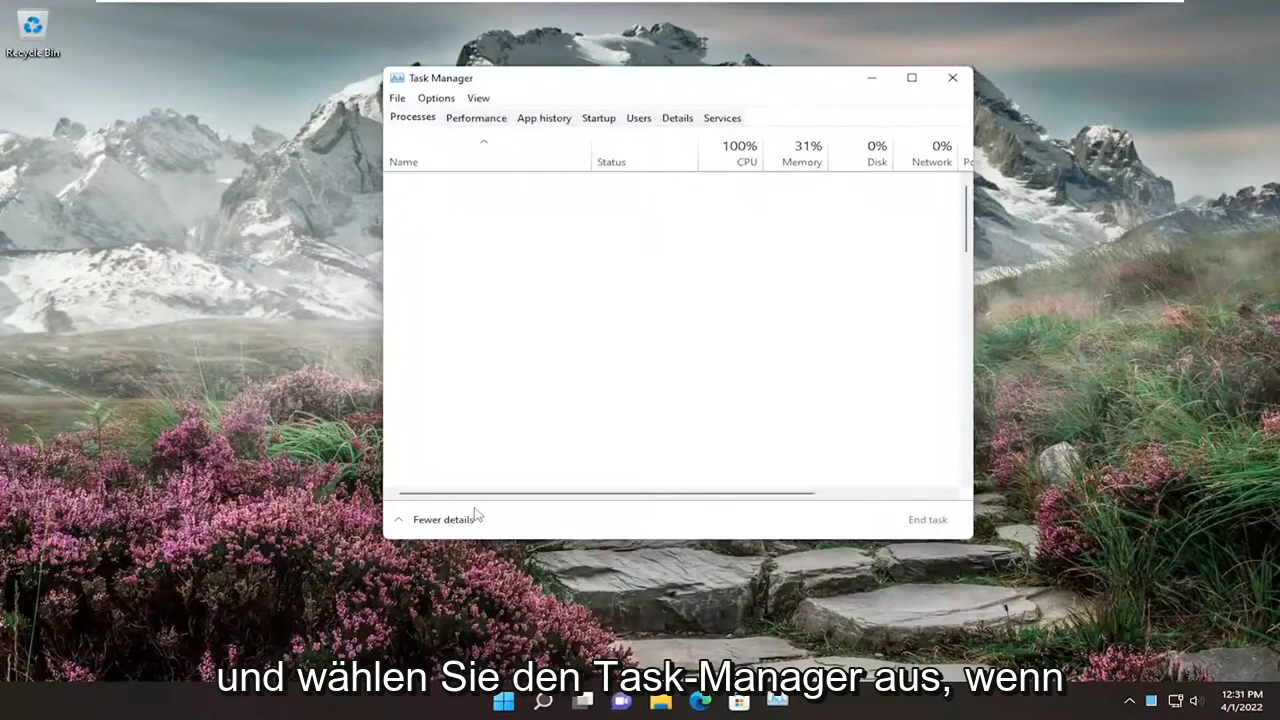 Recycle Bin
Task Manager
File Options View
Processes Performance App history Startup Users Details Services
100% 31% 0% 0%
Name Status CPU Memory Disk Network Pc
Fewer details End task
und wählen Sie den Task-Manager aus, wenn
12:31 PM
4/1/2022